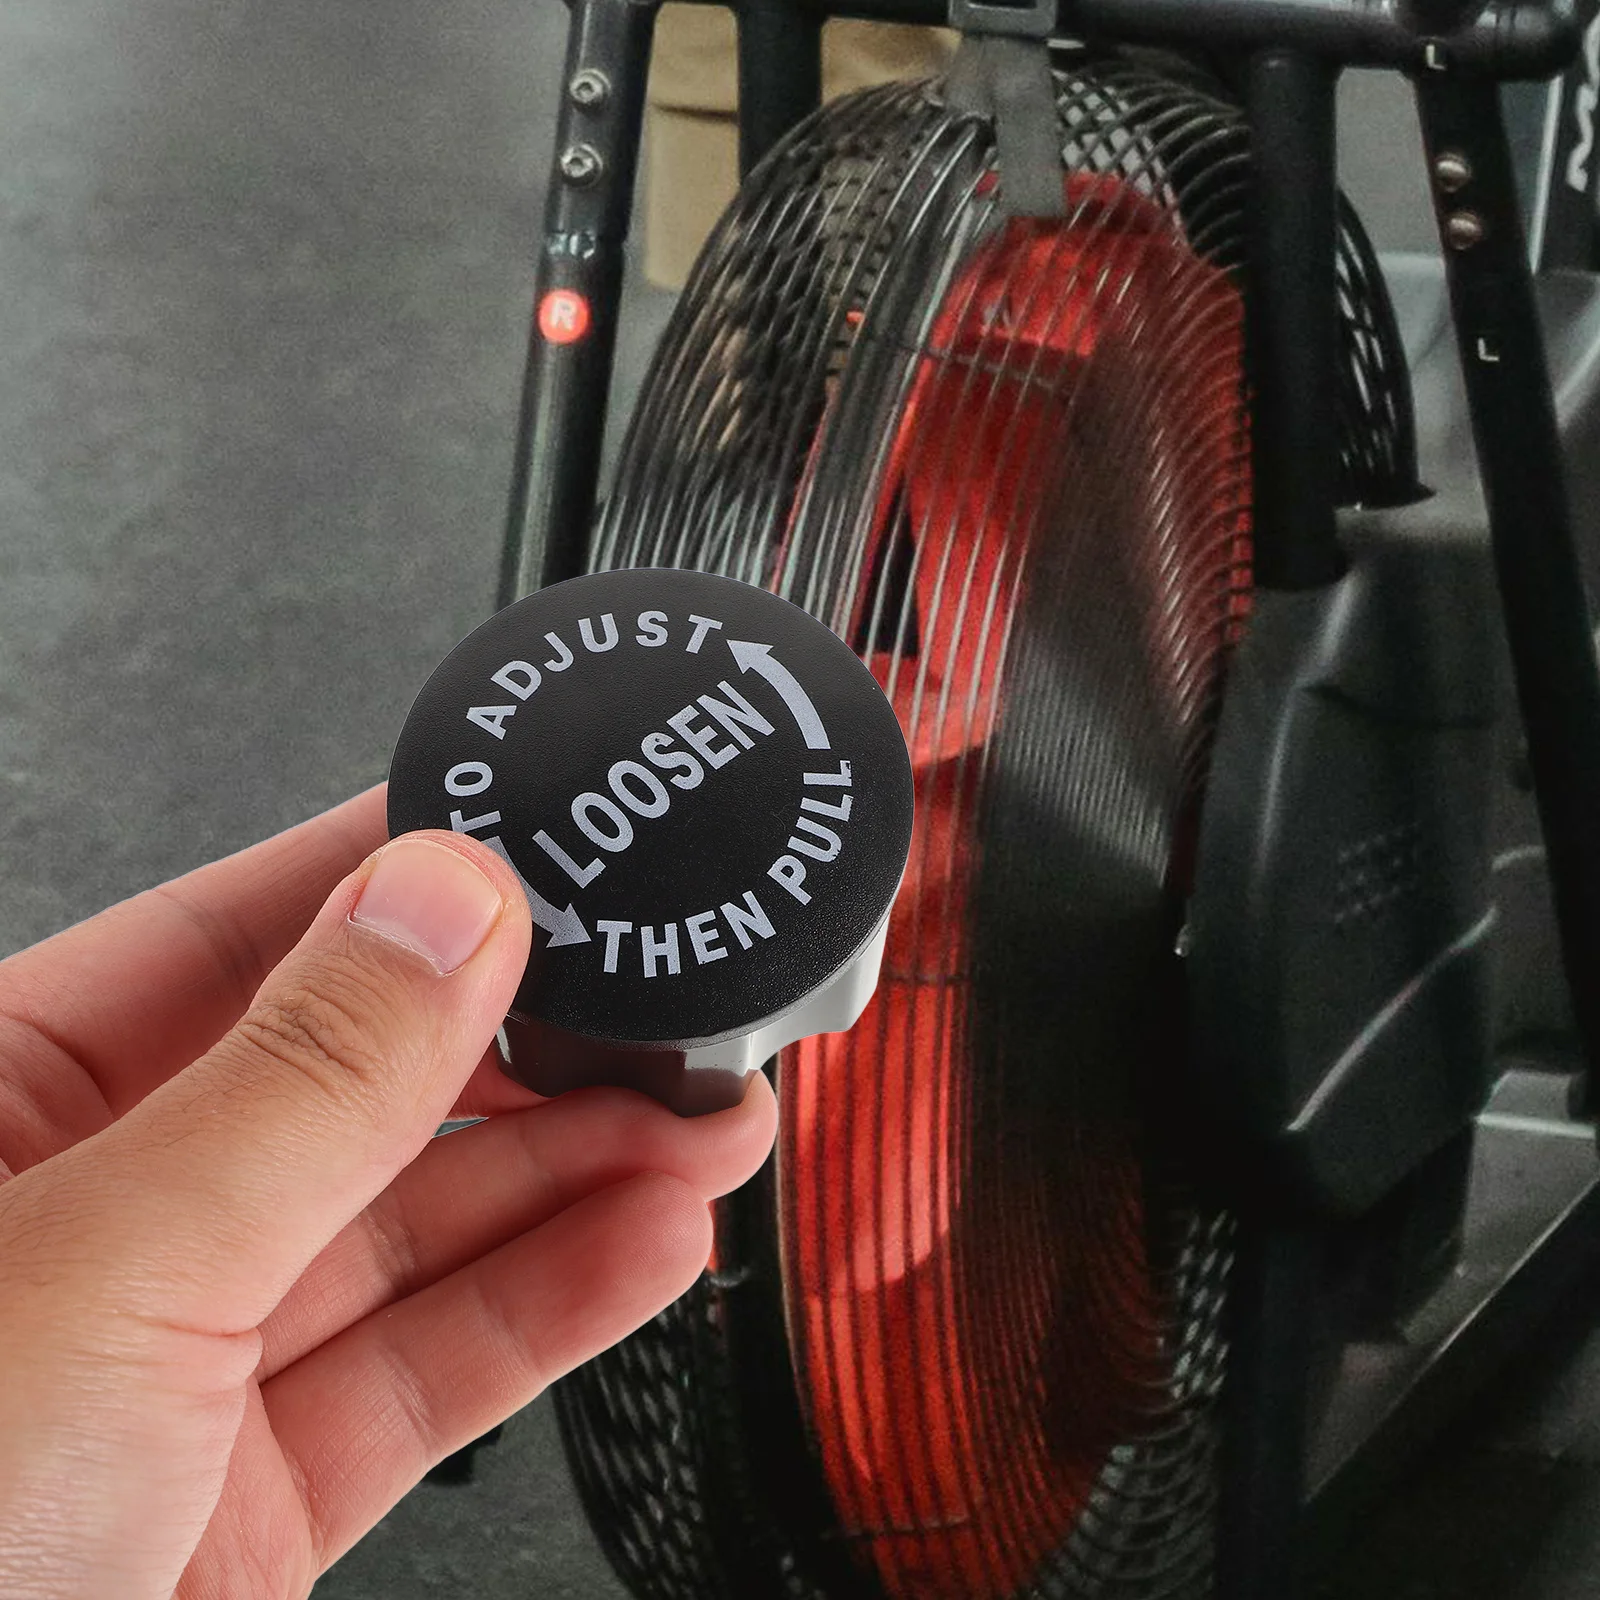 TO ADJUST
LOOSEN
THEN PULL
R
L
L